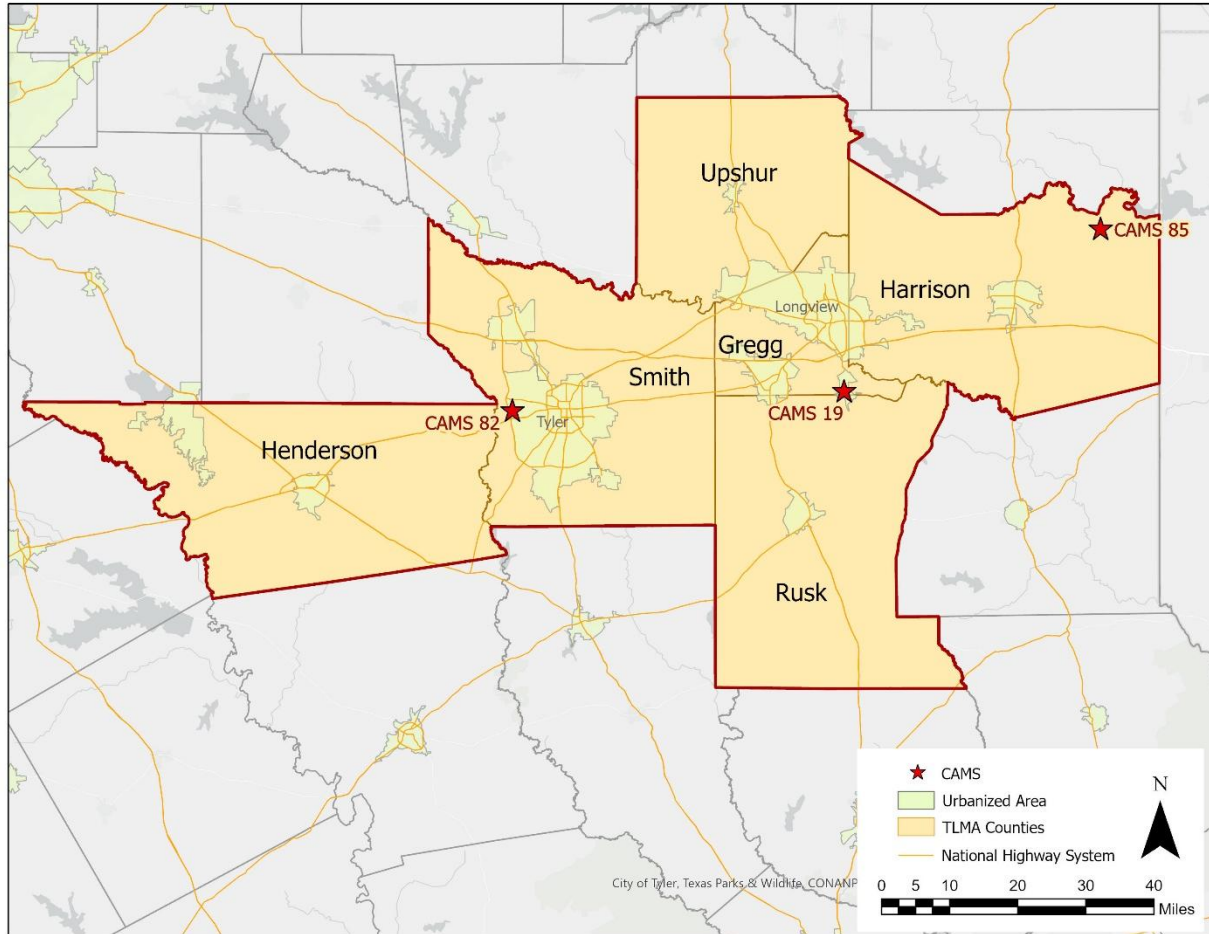 Upshur
CAMS 85
Harrison
Longview
Gregg
Smith
CAMS 82
Tyler
CAMS 19
Henderson
Rusk
CAMS
Urbanized Area
TLMA Counties
National Highway System
N
City of Tyler, Texas Parks & Wildlife, CONANP
0 5 10 20 30 40
Miles